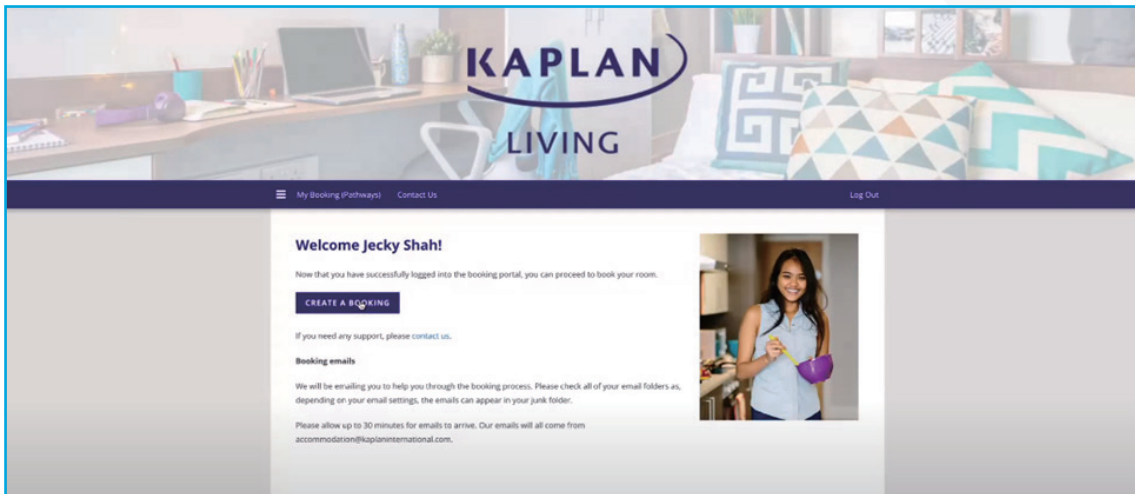 KAPLAN
LIVING
My Booking (Pathways) Contact Us Log Out
Welcome Jecky Shah!
Now that you have successfully logged into the booking portal, you can proceed to book your room.
CREATE A BOOKING
If you need any support, please contact us.
Booking emails
We will be emailing you to help you through the booking process. Please check all of your email folders as,
depending on your email settings, the emails can appear in your junk folder.
Please allow up to 30 minutes for emails to arrive. Our emails will all come from
accommodation@kaplaninternational.com.